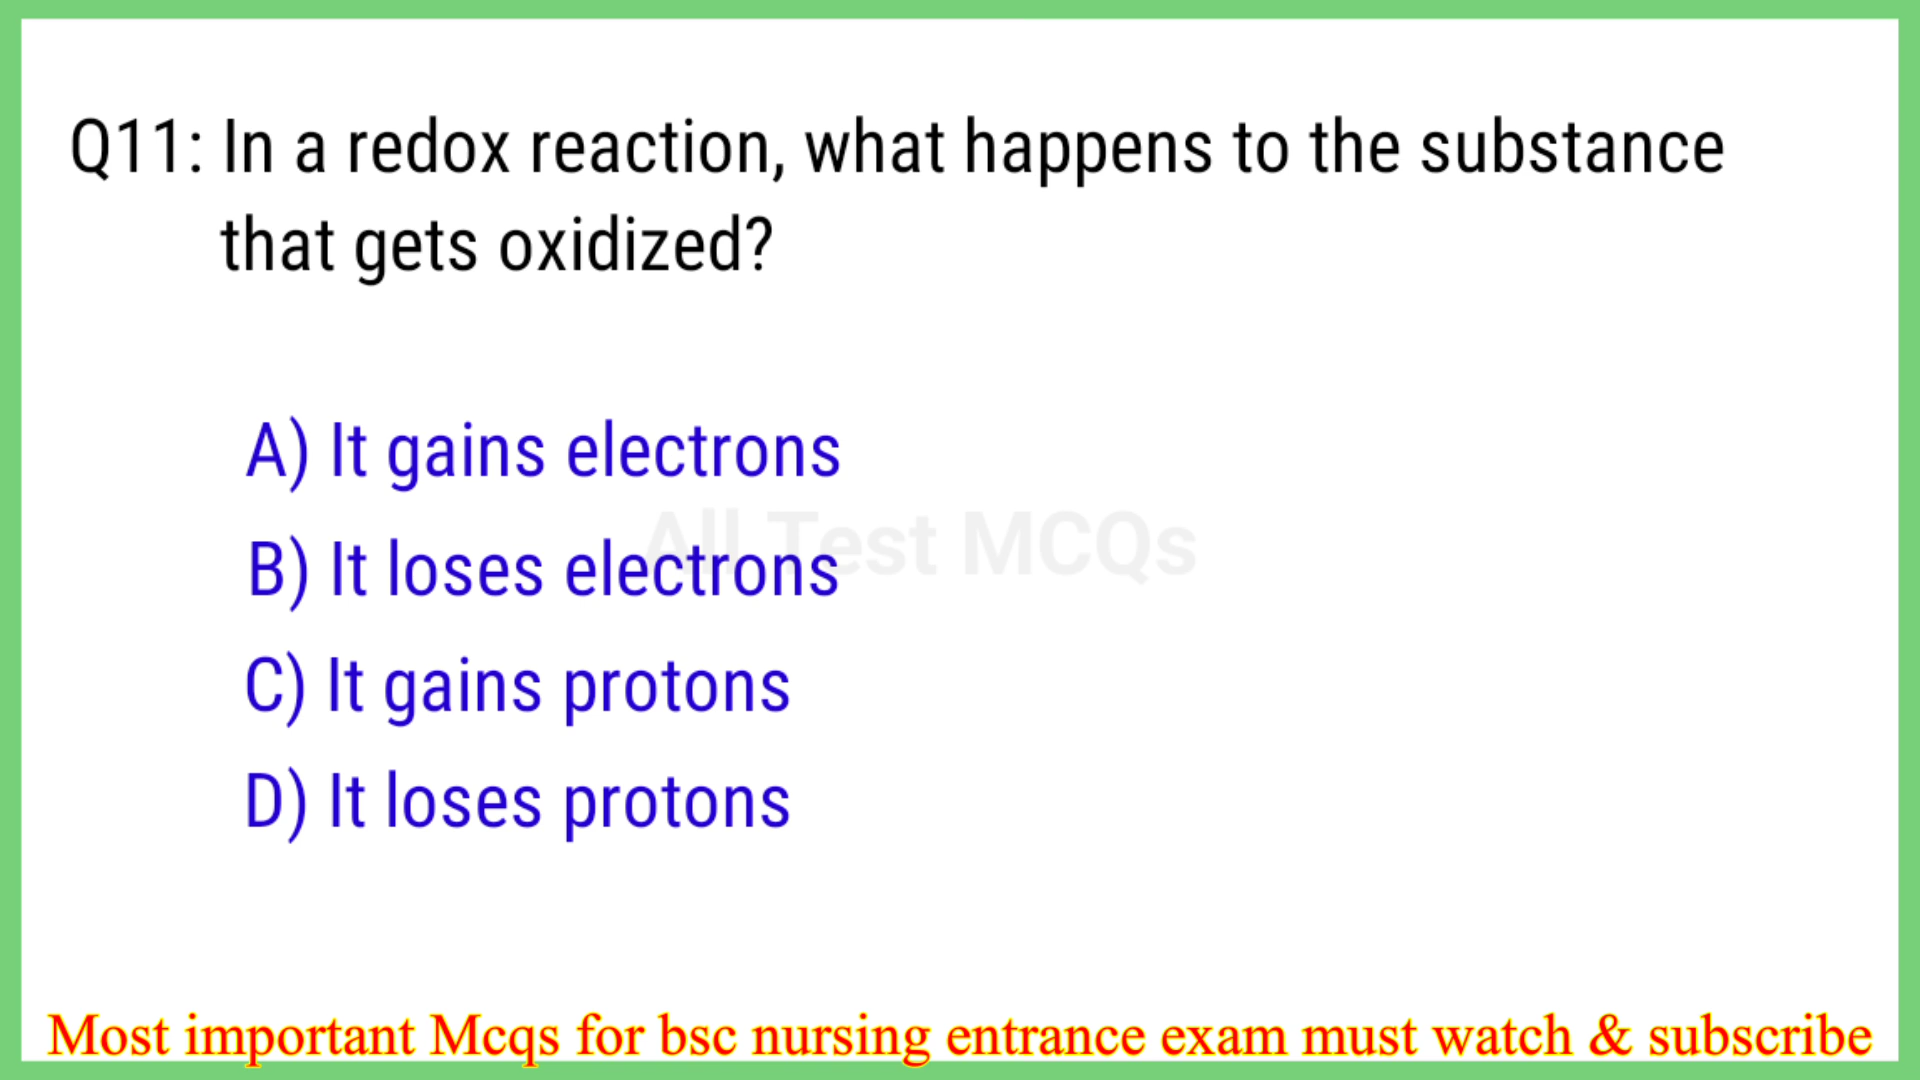 Q11: In a redox reaction, what happens to the substance
that gets oxidized?
A) It gains electrons
All Test MCQs
B) It loses electrons
C) It gains protons
D) It loses protons
Most important Mcqs for bsc nursing entrance exam must watch & subscribe